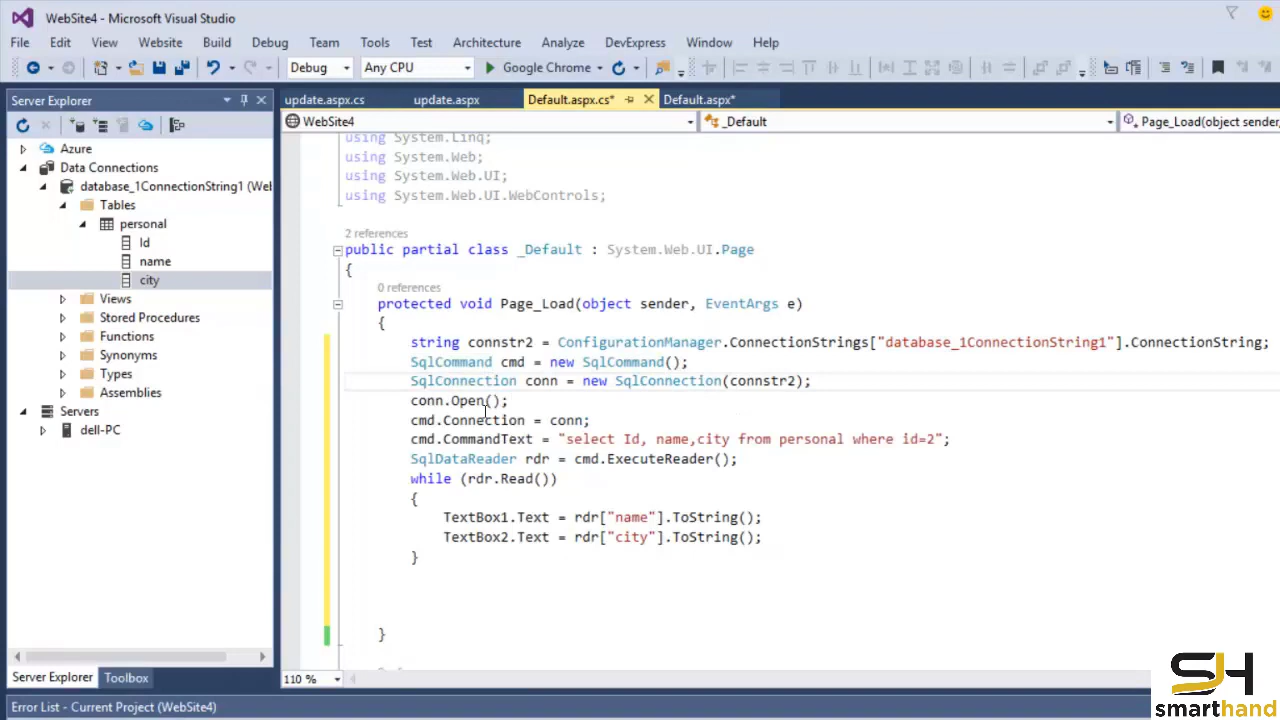 WebSite4 - Microsoft Visual Studio
File Edit View Website Build Debug Team Tools Test Architecture Analyze DevExpress Window Help
Debug Any CPU Google Chrome
Server Explorer
update.aspx.cs update.aspx Default.aspx.cs* Default.aspx*
WebSite4 _Default Page_Load(object sender,
Azure
Data Connections
database_1ConnectionString1 (Wel
Tables
personal
Id
name
city
Views
Stored Procedures
Functions
Synonyms
Types
Assemblies
Servers
dell-PC
using System.Linq;
using System.Web;
using System.Web.UI;
using System.Web.UI.WebControls;
2 references
public partial class _Default : System.Web.UI.Page
{
0 references
protected void Page_Load(object sender, EventArgs e)
{
string connstr2 = ConfigurationManager.ConnectionStrings["database_1ConnectionString1"].ConnectionString;
SqlCommand cmd = new SqlCommand();
SqlConnection conn = new SqlConnection(connstr2);
conn.Open();
cmd.Connection = conn;
cmd.CommandText = "select Id, name,city from personal where id=2";
SqlDataReader rdr = cmd.ExecuteReader();
while (rdr.Read())
{
TextBox1.Text = rdr["name"].ToString();
TextBox2.Text = rdr["city"].ToString();
}
}
110 %
Server Explorer Toolbox
Error List - Current Project (WebSite4)
SH
smarthand